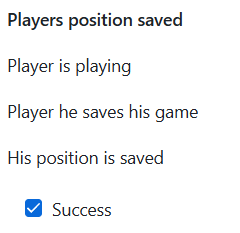 Players position saved
Player is playing
Player he saves his game
His position is saved
Success